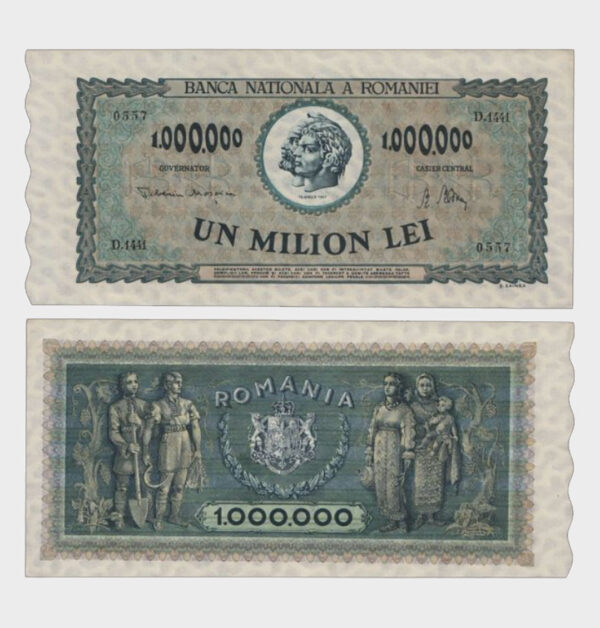 BANCA NATIONALA A ROMANIEI
0557 D.1441
1.000.000 1.000.000
GUVERNATOR CASIER CENTRAL
UN MILION LEI
D.1441 0557
ROMANIA
1.000.000